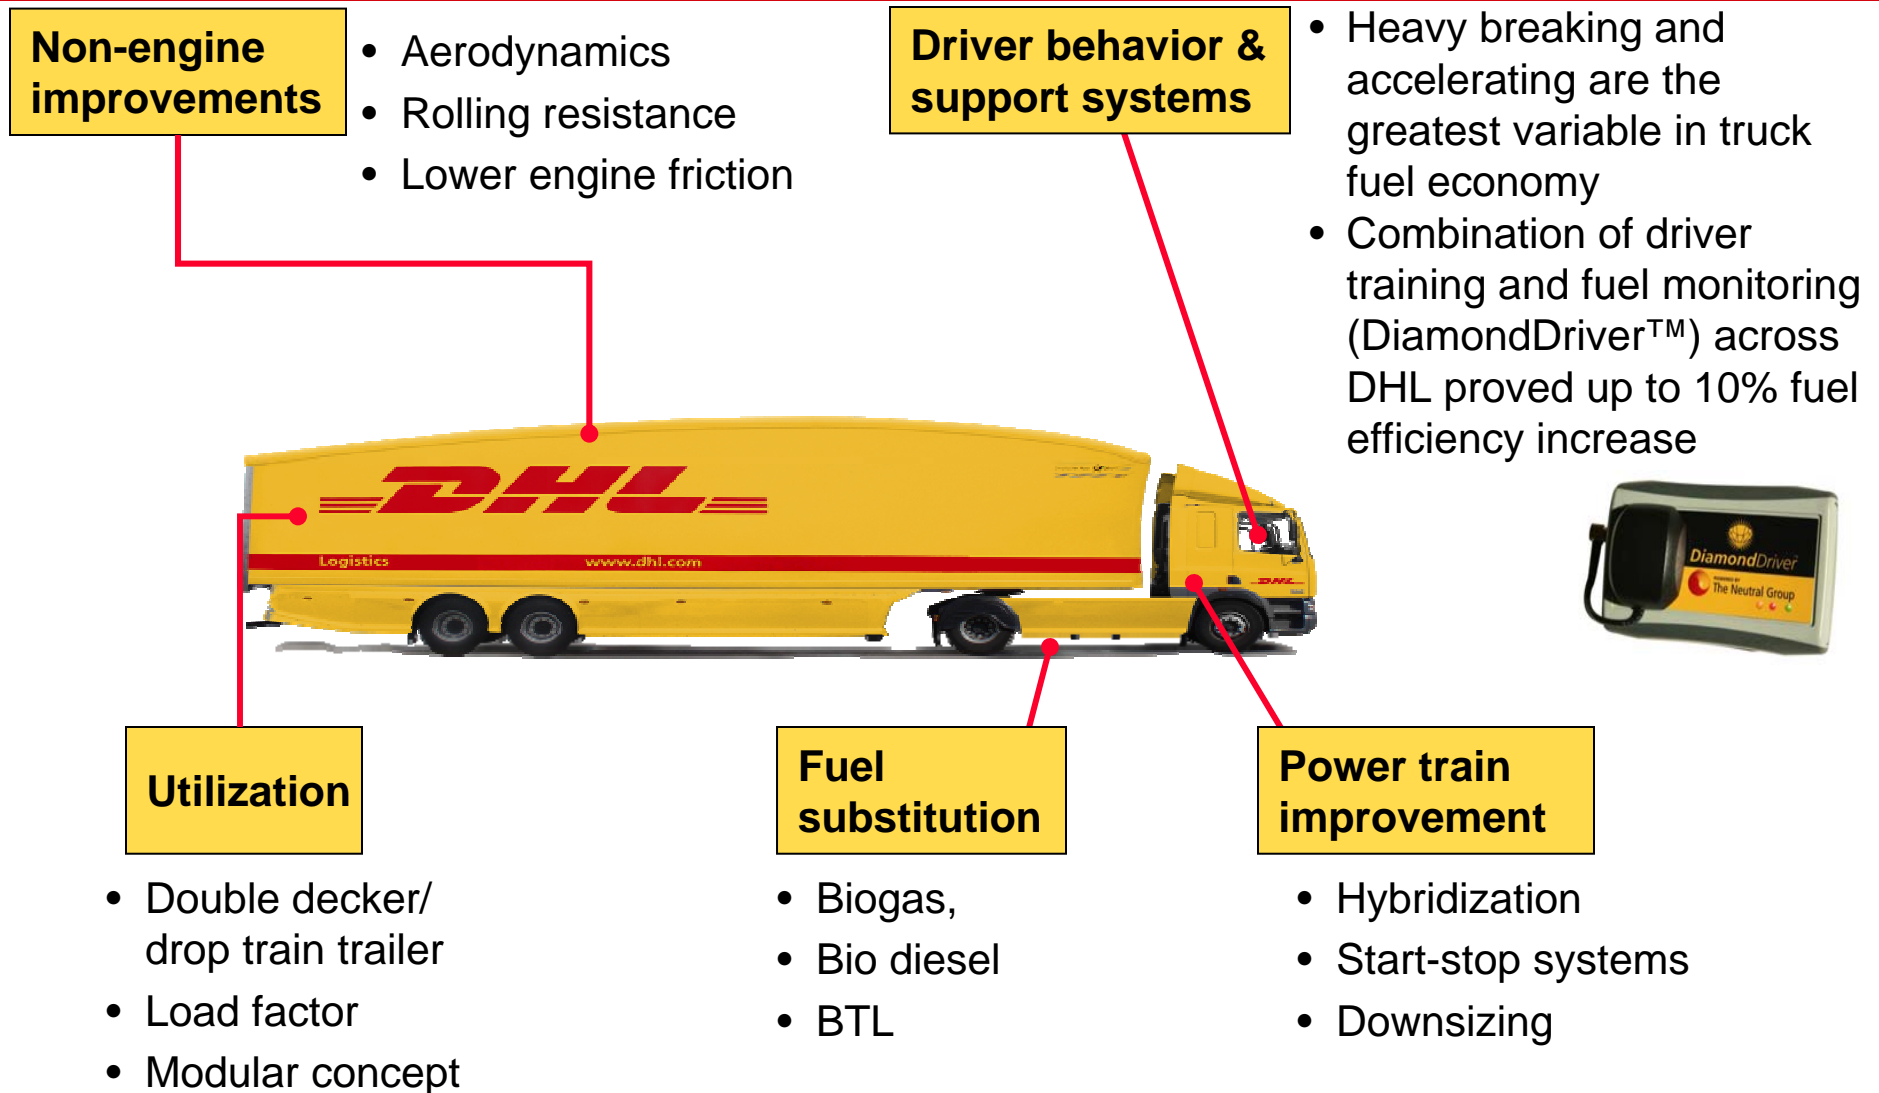 Non-engine
improvements
• Aerodynamics
• Rolling resistance
• Lower engine friction
Driver behavior &
support systems
• Heavy breaking and
accelerating are the
greatest variable in truck
fuel economy
• Combination of driver
training and fuel monitoring
(DiamondDriver™) across
DHL proved up to 10% fuel
efficiency increase
DHL
Logistics
www.dhl.com
DHL
DiamondDriver
POWERED BY
The Neutral Group
Utilization
• Double decker/
drop train trailer
• Load factor
• Modular concept
Fuel
substitution
• Biogas,
• Bio diesel
• BTL
Power train
improvement
• Hybridization
• Start-stop systems
• Downsizing